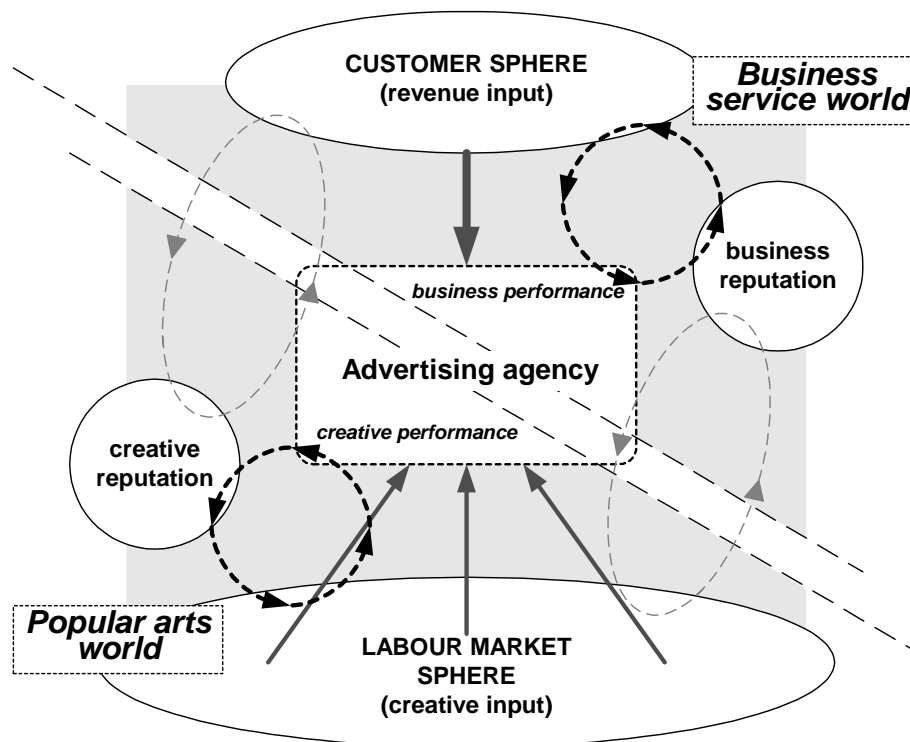 CUSTOMER SPHERE
(revenue input)
Business
service world
business
reputation
business performance
Advertising agency
creative performance
creative
reputation
Popular arts
world
LABOUR MARKET
SPHERE
(creative input)